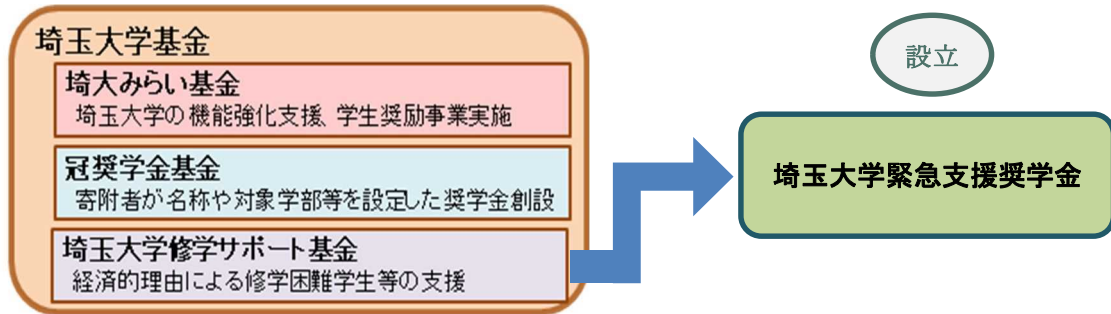 埼玉大学基金
埼大みらい基金
埼玉大学の機能強化支援、学生奨励事業実施
冠奨学金基金
寄附者が名称や対象学部等を設定した奨学金創設
埼玉大学修学サポート基金
経済的理由による修学困難学生等の支援
設立
埼玉大学緊急支援奨学金